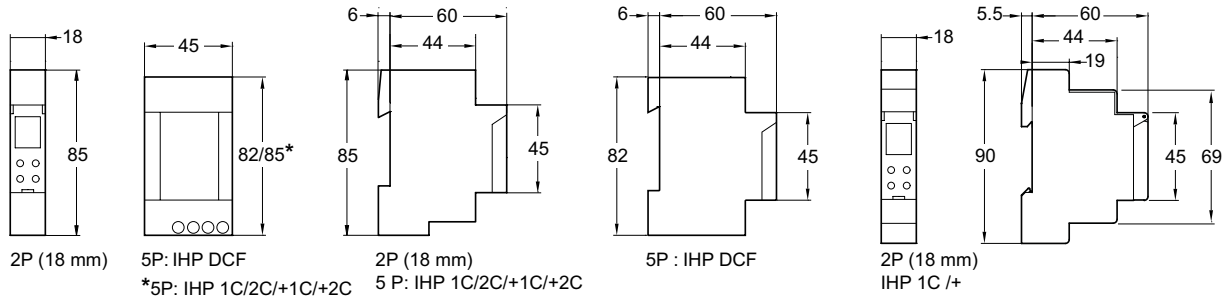 18
45
6
60
44
6
60
44
18
5.5
60
44
19
85
82/85*
85
45
82
45
90
45
69
2P (18 mm)
5P: IHP DCF
*5P: IHP 1C/2C/+1C/+2C
2P (18 mm)
5 P: IHP 1C/2C/+1C/+2C
5P : IHP DCF
2P (18 mm)
IHP 1C /+